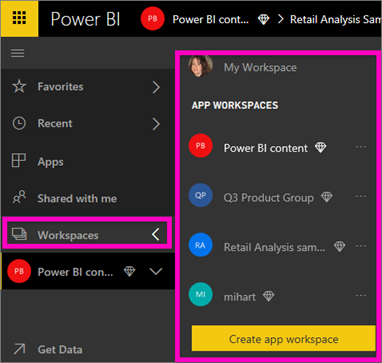 Power BI
PB
Power BI content
Retail Analysis Sam
Favorites
Recent
Apps
Shared with me
Workspaces
PB
Power BI con...
Get Data
My Workspace
APP WORKSPACES
PB
Power BI content
...
QP
Q3 Product Group
...
RA
Retail Analysis sam...
...
MI
mihart
...
Create app workspace